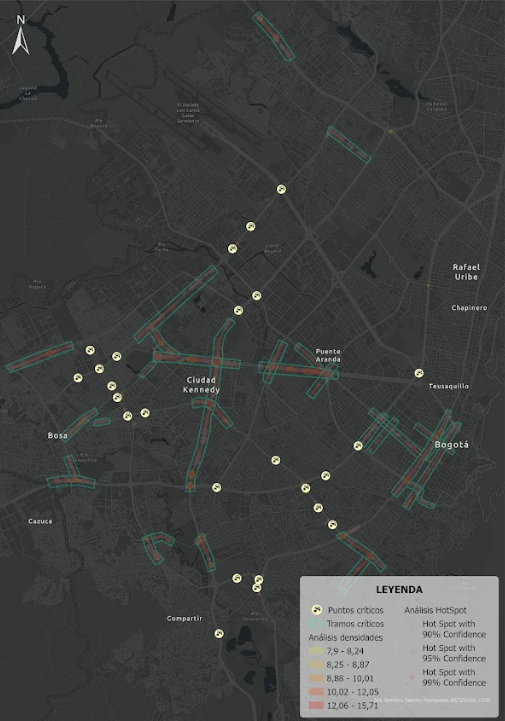 N
Rafael
Uribe
Chapinero
Puente
Aranda
Teusaquillo
Ciudad
Kennedy
Bosa
Bogotá
Cazuca
Compartir
LEYENDA
Puntos críticos
Tramos críticos
Análisis densidades
7,9 - 8,24
8,25 - 8,87
8,88 - 10,01
10,02 - 12,05
12,06 - 15,71
Análisis HotSpot
Hot Spot with
90% Confidence
Hot Spot with
95% Confidence
Hot Spot with
99% Confidence